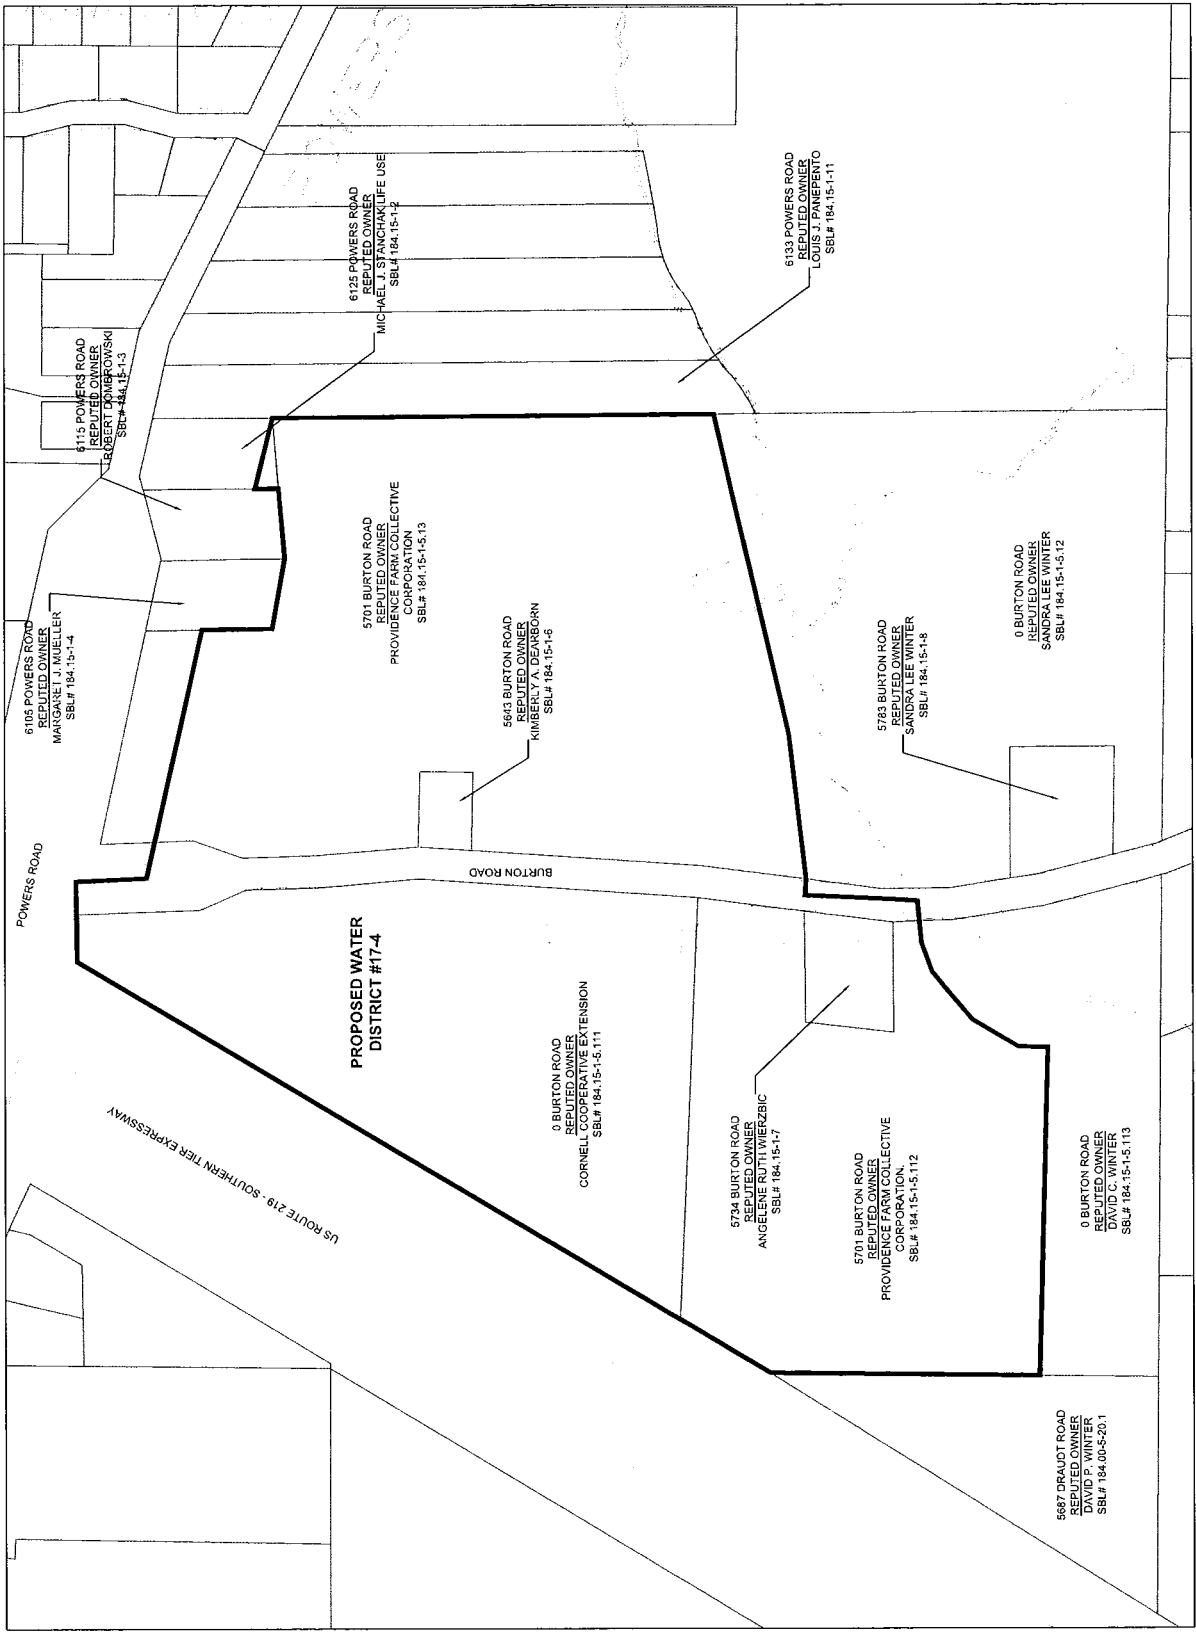 POWERS ROAD
6105 POWERS ROAD
REPUTED OWNER
MARGARET J. MUELLER
SBL# 184.15-1-4
6115 POWERS ROAD
REPUTED OWNER
ROBERT DOMBROWSKI
SBL# 184.15-1-3
6125 POWERS ROAD
REPUTED OWNER
MICHAEL J. STANCHAK LIFE USE
SBL# 184.15-1-2
POWERS
US ROUTE 219 - SOUTHERN TIER EXPRESSWAY
PROPOSED WATER
DISTRICT #17-4
5701 BURTON ROAD
REPUTED OWNER
PROVIDENCE FARM COLLECTIVE
CORPORATION
SBL# 184.15-1-5.13
5643 BURTON ROAD
REPUTED OWNER
KIMBERLY A. DEARBORN
SBL# 184.15-1-6
BURTON ROAD
0 BURTON ROAD
REPUTED OWNER
CORNELL COOPERATIVE EXTENSION
SBL# 184.15-1-5.111
6133 POWERS ROAD
REPUTED OWNER
LOUIS J. PANEPENTO
SBL# 184.15-1-11
5734 BURTON ROAD
REPUTED OWNER
ANGELENE RUTH WIERZBIC
SBL# 184.15-1-7
5701 BURTON ROAD
REPUTED OWNER
PROVIDENCE FARM COLLECTIVE
CORPORATION.
SBL# 184.15-1-5.112
5783 BURTON ROAD
REPUTED OWNER
SANDRA LEE WINTER
SBL# 184.15-1-8
0 BURTON ROAD
REPUTED OWNER
SANDRA LEE WINTER
SBL# 184.15-1-5.12
5687 DRAUDT ROAD
REPUTED OWNER
DAVID P. WINTER
SBL# 184.00-5-20.1
0 BURTON ROAD
REPUTED OWNER
DAVID C. WINTER
SBL# 184.15-1-5.113